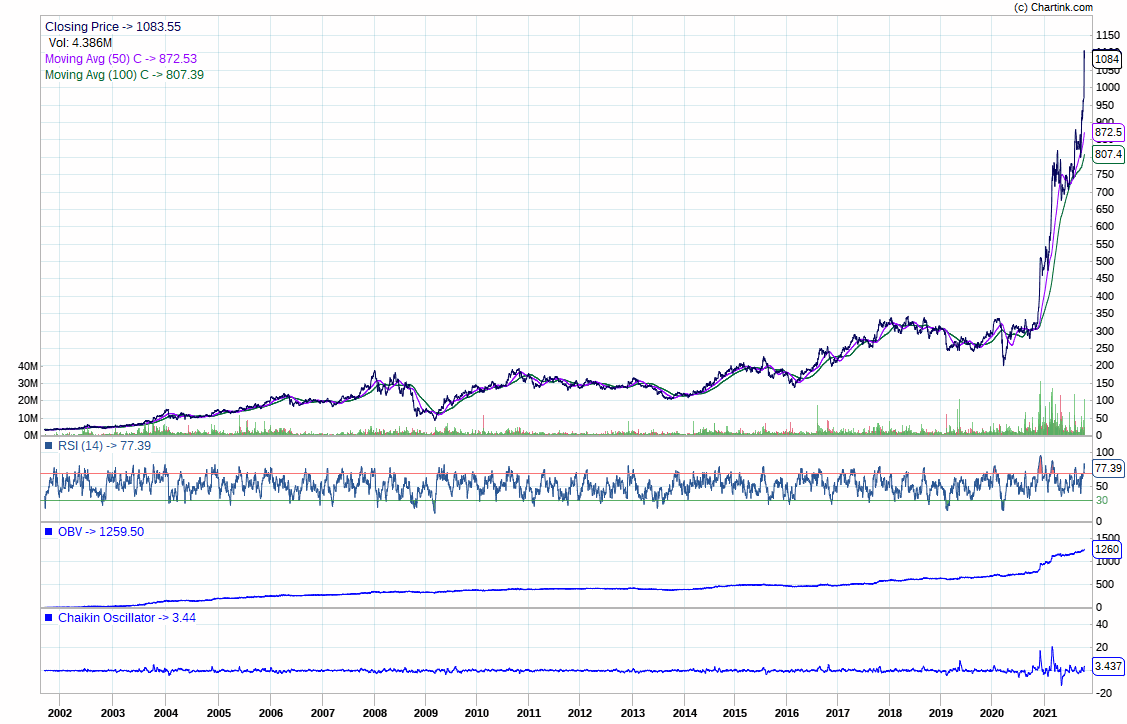 (c) Chartink.com
Closing Price -> 1083.55
Vol: 4.386M
Moving Avg (50) C -> 872.53
Moving Avg (100) C -> 807.39
1150
1084
1050
1000
950
900
872.5
807.4
750
700
650
600
550
500
450
400
350
300
250
200
150
100
50
0
40M
30M
20M
10M
0M
RSI (14) -> 77.39
100
77.39
50
30
0
OBV -> 1259.50
1500
1260
1000
500
0
Chaikin Oscillator -> 3.44
40
20
3.437
-20
2002 2003 2004 2005 2006 2007 2008 2009 2010 2011 2012 2013 2014 2015 2016 2017 2018 2019 2020 2021